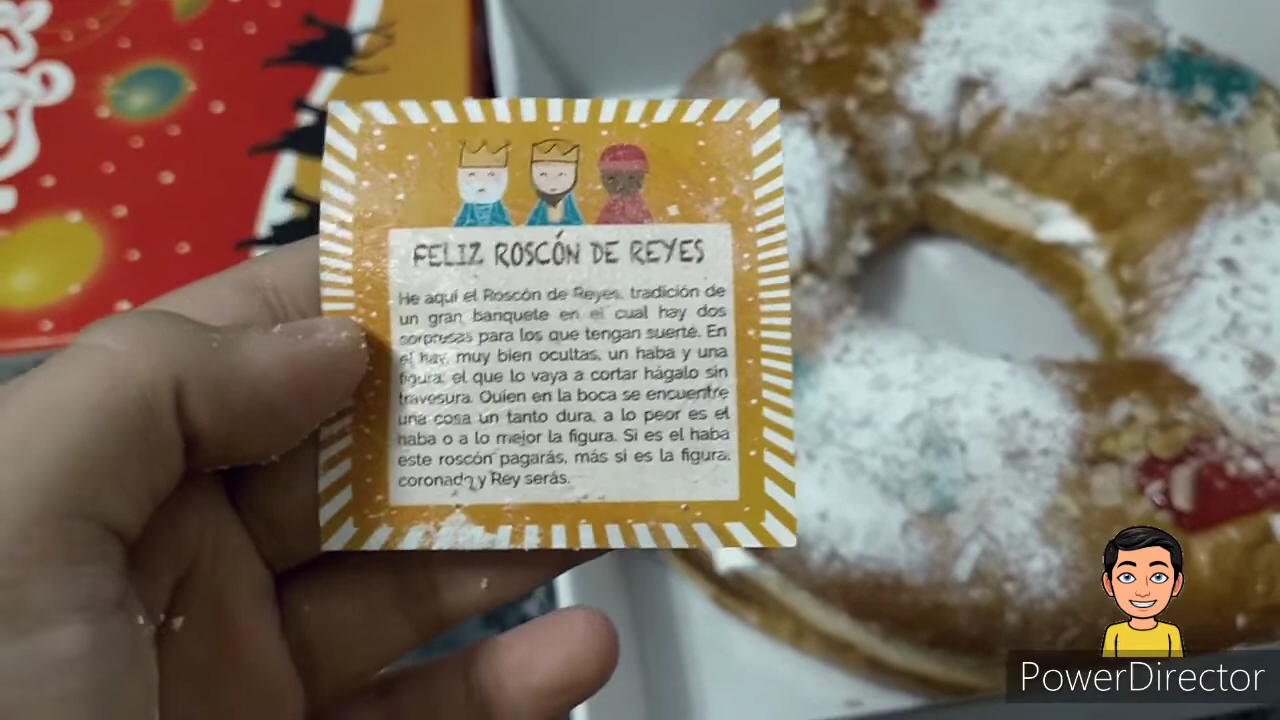 FELIZ ROSCÓN DE REYES
He aquí el Roscón de Reyes, tradición de
un gran banquete en el cual hay dos
sorpresas para los que tengan suerte. En
el hay, muy bien ocultas, un haba y una
figura, el que lo vaya a cortar hágalo sin
travesura. Quien en la boca se encuentre
una cosa un tanto dura, a lo peor es el
haba o a lo mejor la figura. Si es el haba
este roscón pagarás, más si es la figura,
coronado y Rey serás.
PowerDirector